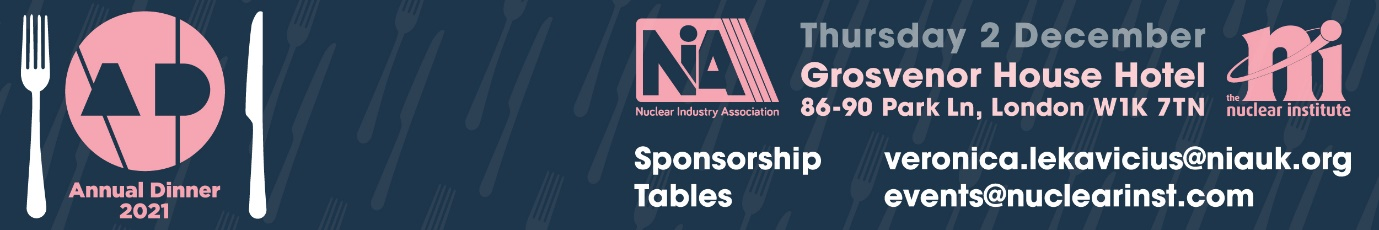 AD
Annual Dinner
2021
NiA
Nuclear Industry Association
Thursday 2 December
Grosvenor House Hotel
86-90 Park Ln, London W1K 7TN
ni
the
nuclear institute
Sponsorship veronica.lekavicius@niauk.org
Tables events@nuclearinst.com